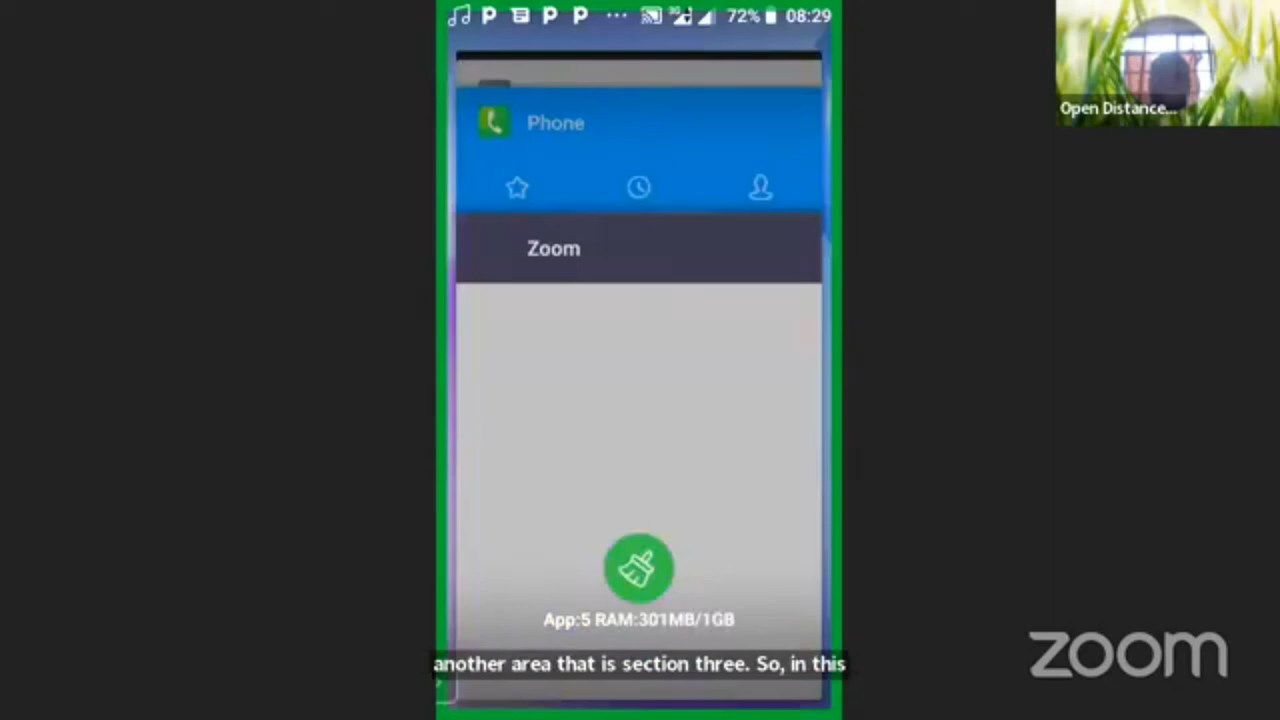 3G 72% 08:29
Open Distance...
Phone
Zoom
App:5 RAM:301MB/1GB
another area that is section three. So, in this
zoom